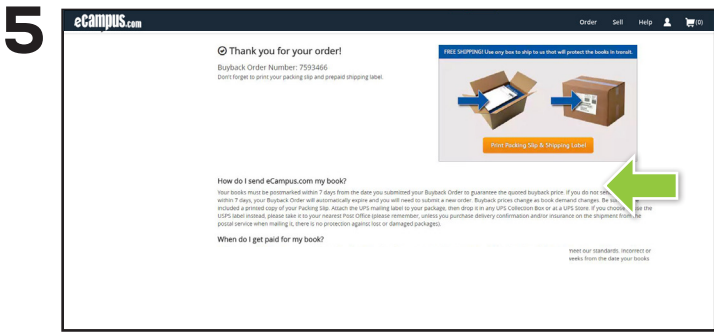 5
eCampus.com
Order Sell Help (0)
Thank you for your order!
Buyback Order Number: 7593466
Don't forget to print your packing slip and prepaid shipping label.
FREE SHIPPING! Use any box to ship to us that will protect the books in transit.
Print Packing Slip & Shipping Label
How do I send eCampus.com my book?
Your books must be postmarked within 7 days from the date you submitted your Buyback Order to guarantee the quoted buyback price. If you do not
within 7 days, your Buyback Order will automatically expire and you will need to submit a new order. Buyback prices change as book demand changes. Be
included a printed copy of your Packing Slip. Attach the UPS mailing label to your package, then drop it in any UPS Collection Box or at a UPS Store. If you choose the
USPS label instead, please take it to your nearest Post Office (please remember, unless you purchase delivery confirmation and/or insurance on the shipment from the
postal service when mailing it, there is no protection against lost or damaged packages).
When do I get paid for my book?
meet our standards. Incorrect or
weeks from the date your books